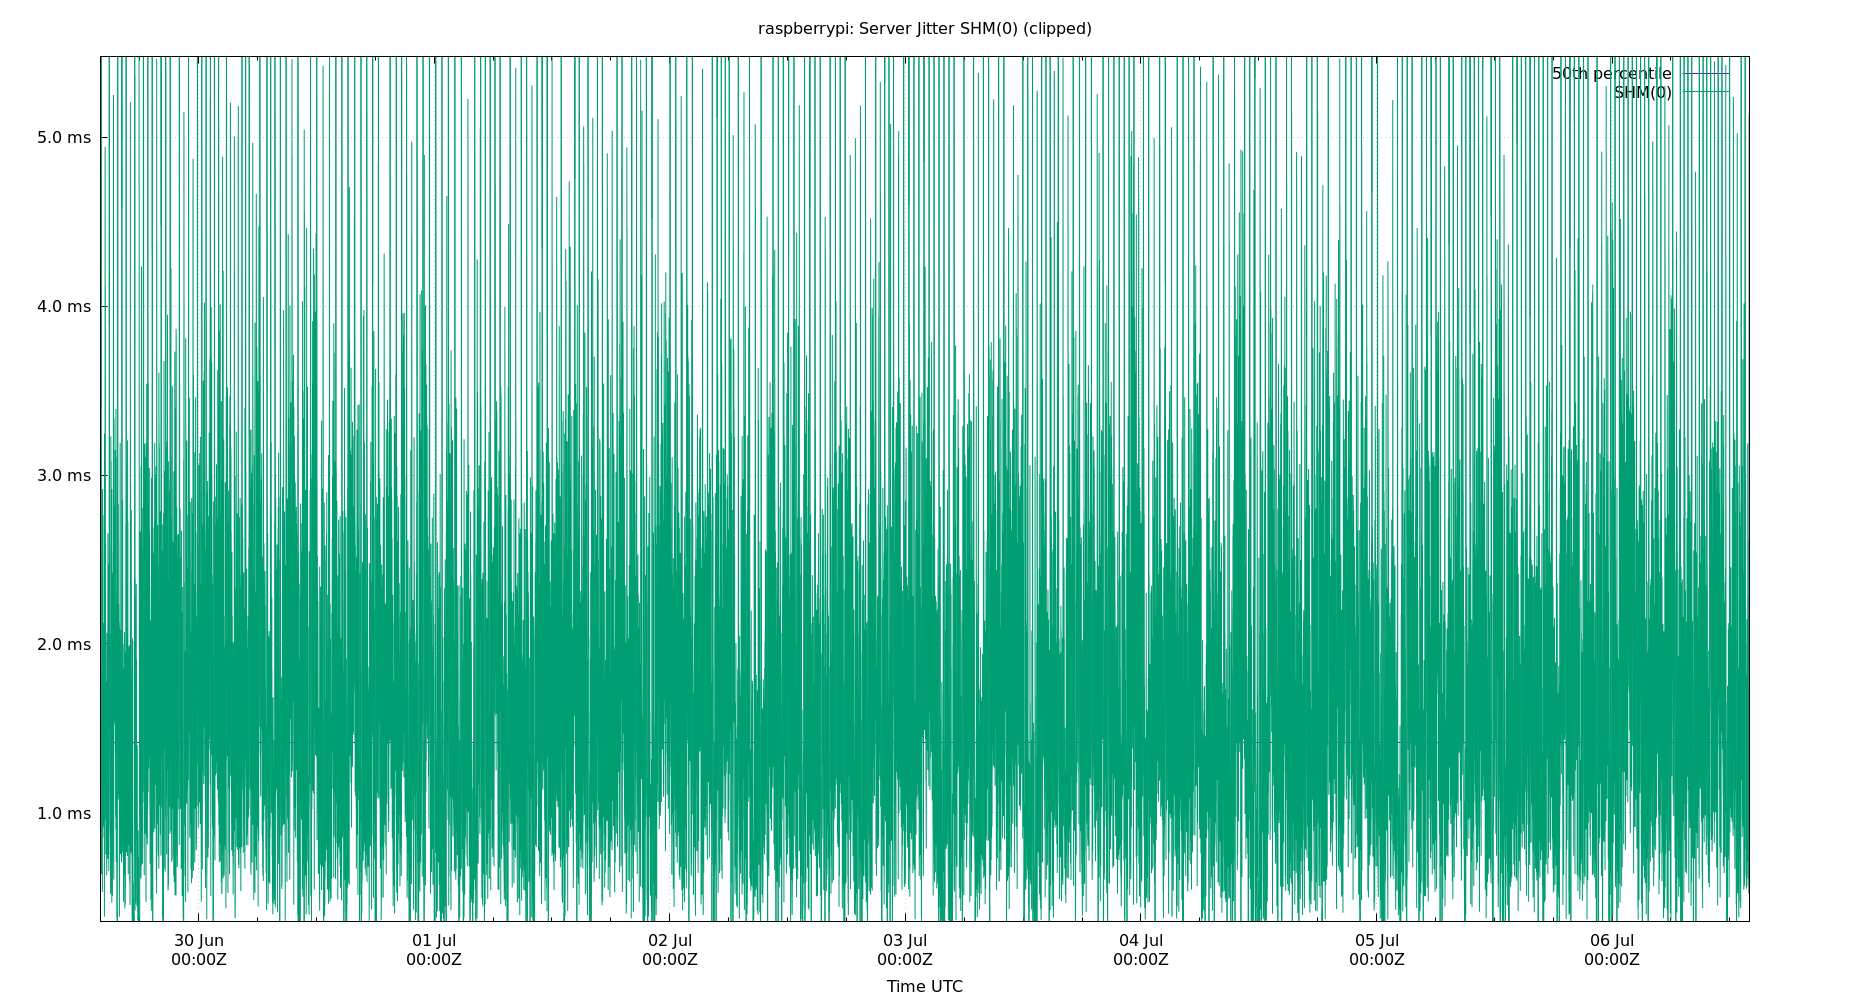 raspberrypi: Server Jitter SHM(0) (clipped)
50th percentile
SHM(0)
5.0 ms
4.0 ms
3.0 ms
2.0 ms
1.0 ms
30 Jun 01 Jul 02 Jul 03 Jul 04 Jul 05 Jul 06 Jul
00:00Z 00:00Z 00:00Z 00:00Z 00:00Z 00:00Z 00:00Z
Time UTC